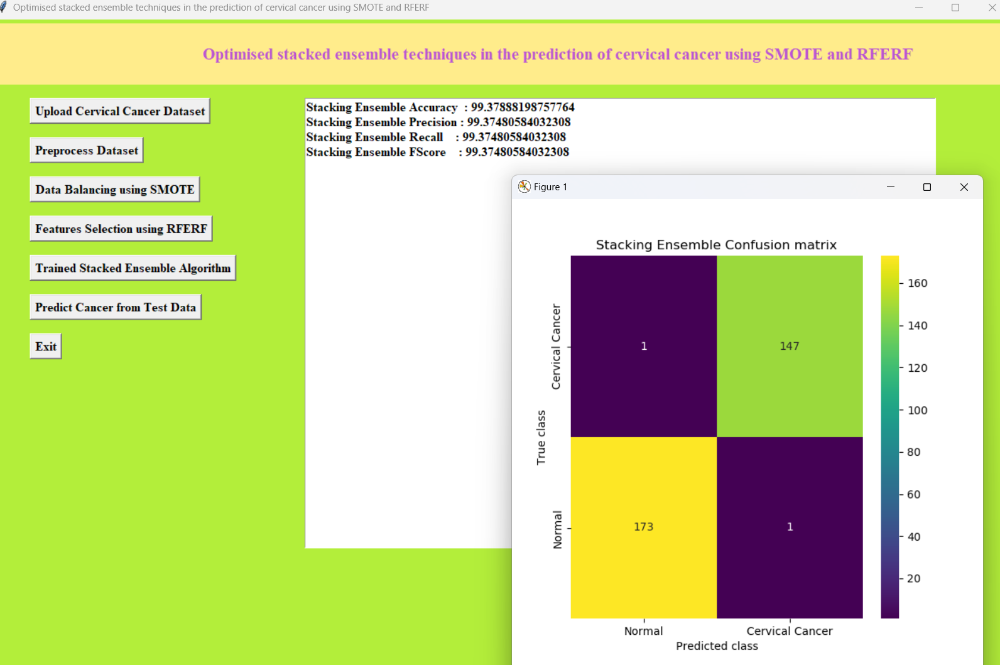 Optimised stacked ensemble techniques in the prediction of cervical cancer using SMOTE and RFERF
Optimised stacked ensemble techniques in the prediction of cervical cancer using SMOTE and RFERF
Upload Cervical Cancer Dataset
Preprocess Dataset
Data Balancing using SMOTE
Features Selection using RFERF
Trained Stacked Ensemble Algorithm
Predict Cancer from Test Data
Exit
Stacking Ensemble Accuracy : 99.37888198757764
Stacking Ensemble Precision : 99.37480584032308
Stacking Ensemble Recall : 99.37480584032308
Stacking Ensemble FScore : 99.37480584032308
Figure 1
Stacking Ensemble Confusion matrix
True class
Cervical Cancer
Normal
1
147
173
1
Normal
Cervical Cancer
Predicted class
160
140
120
100
80
60
40
20